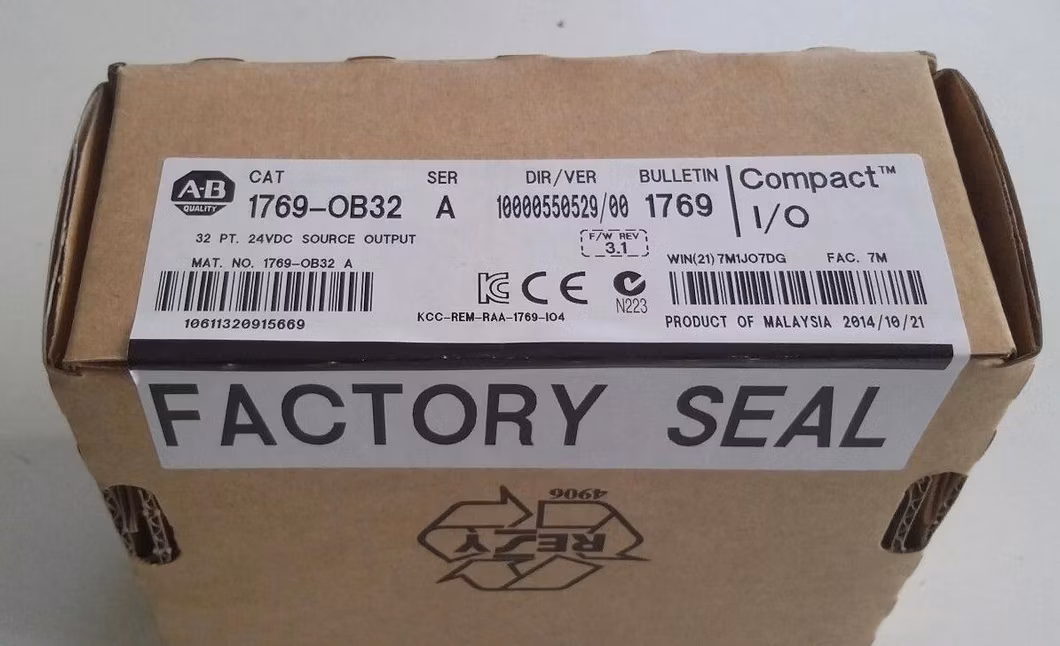 A-B
QUALITY
CAT SER DIR/VER BULLETIN
1769-OB32 A 10000550529/00 1769
Compact™
I/O
32 PT. 24VDC SOURCE OUTPUT
F/W REV
3.1
MAT. NO. 1769-OB32 A
WIN(21) 7M1JO7DG FAC. 7M
10611320915669
KCC-REM-RAA-1769-IO4
N223
PRODUCT OF MALAYSIA 2014/10/21
FACTORY SEAL
4906
RESY